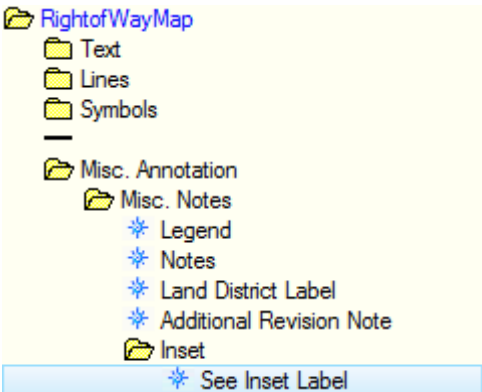 RightofWayMap
Text
Lines
Symbols
Misc. Annotation
Misc. Notes
Legend
Notes
Land District Label
Additional Revision Note
Inset
See Inset Label